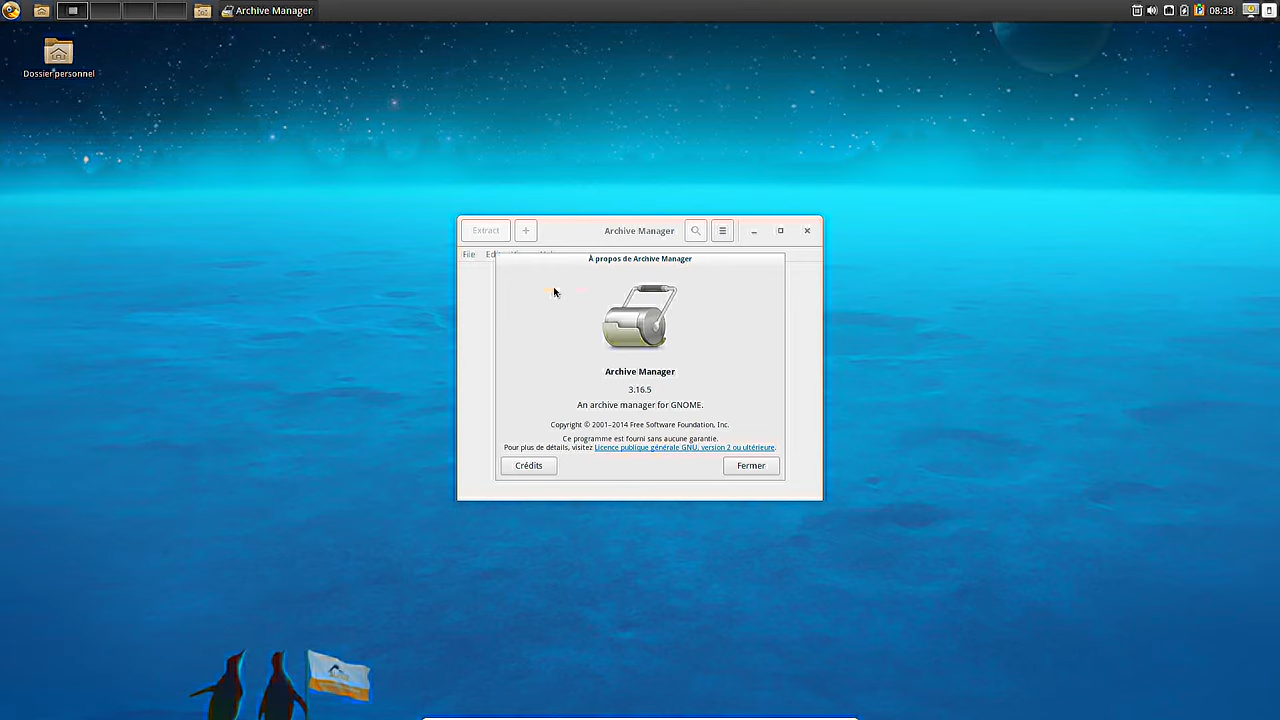 Archive Manager
08:38
Dossier personnel
Extract
+
Archive Manager
File
À propos de Archive Manager
Archive Manager
3.16.5
An archive manager for GNOME.
Copyright © 2001–2014 Free Software Foundation, Inc.
Ce programme est fourni sans aucune garantie.
Pour plus de détails, visitez Licence publique générale GNU, version 2 ou ultérieure.
Crédits
Fermer